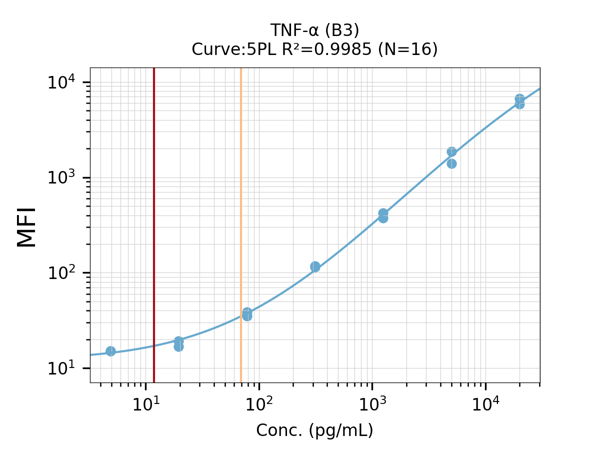 TNF-α (B3)
Curve:5PL R²=0.9985 (N=16)
10⁴
10³
10²
10¹
MFI
10¹ 10² 10³ 10⁴
Conc. (pg/mL)